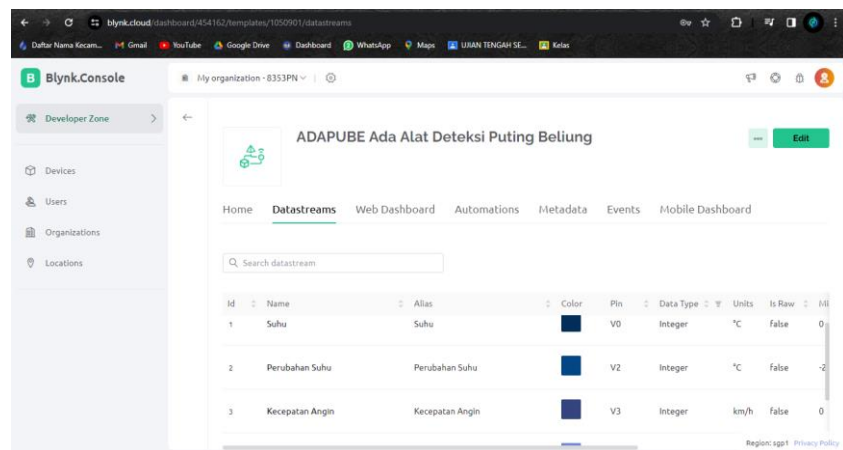 blynk.cloud/dashboard/454162/templates/1050901/datastreams
Daftar Nama Kecam... Gmail YouTube Google Drive Dashboard WhatsApp Maps UJIAN TENGAH SE... Kelas
B Blynk.Console My organization - 8353PN
Developer Zone
ADAPUBE Ada Alat Deteksi Puting Beliung
... Edit
Devices
Users
Organizations
Locations
Home Datastreams Web Dashboard Automations Metadata Events Mobile Dashboard
Search datastream
Id Name Alias Color Pin Data Type Units Is Raw
1 Suhu Suhu V0 Integer °C false 0
2 Perubahan Suhu Perubahan Suhu V2 Integer °C false -2
3 Kecepatan Angin Kecepatan Angin V3 Integer km/h false 0
Region: sgp1 Privacy Policy